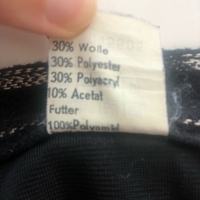 30% Wolle
30% Polyester
30% Polyacryl
10% Acetat
Futter
100% Polyamid